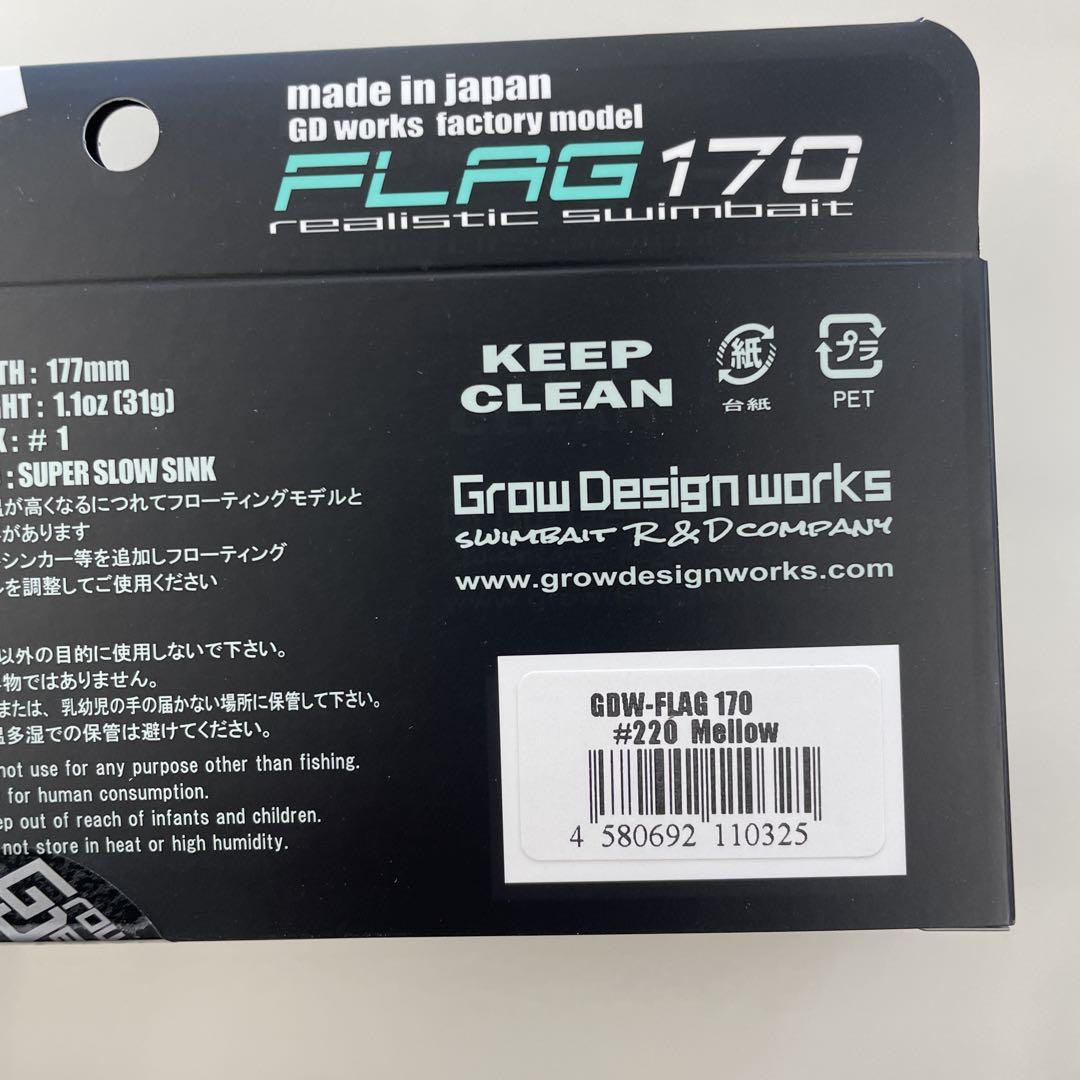 made in japan
GD works factory model
FLAG 170
realistic swimbait
KEEP
CLEAN
紙
台紙
プラ
PET
TH : 177mm
GHT : 1.1oz (31g)
K : # 1
: SUPER SLOW SINK
が高くなるにつれてフローティングモデルと
があります
シンカー等を追加しフローティング
を調整してご使用ください
以外の目的に使用しないで下さい。
物ではありません。
または、乳幼児の手の届かない場所に保管して下さい。
温多湿での保管は避けてください。
not use for any purpose other than fishing.
for human consumption.
ep out of reach of infants and children.
not store in heat or high humidity.
Grow Design works
SWIMBAIT R & D COMPANY
www.growdesignworks.com
GDW-FLAG 170
#220 Mellow
4 580692 110325